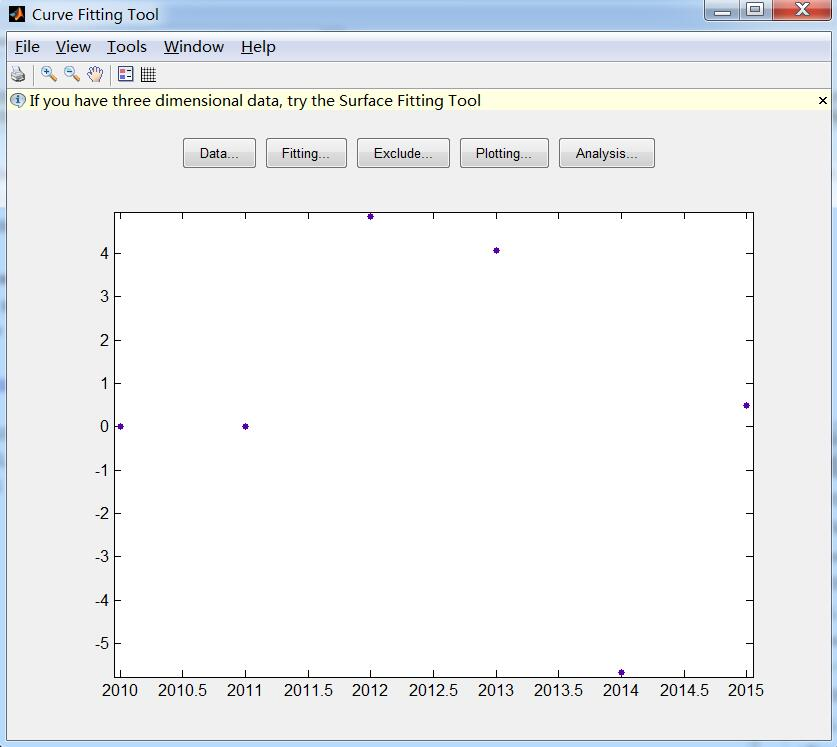 Curve Fitting Tool
File View Tools Window Help
If you have three dimensional data, try the Surface Fitting Tool
Data... Fitting... Exclude... Plotting... Analysis...
4
3
2
1
0
-1
-2
-3
-4
-5
2010 2010.5 2011 2011.5 2012 2012.5 2013 2013.5 2014 2014.5 2015